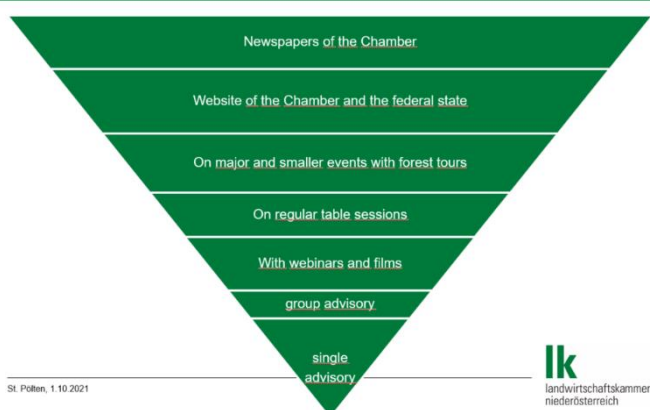 Newspapers of the Chamber
Website of the Chamber and the federal state
On major and smaller events with forest tours
On regular table sessions
With webinars and films
group advisory
single
advisory
St. Pölten, 1.10.2021
lk
landwirtschaftskammer
niederösterreich